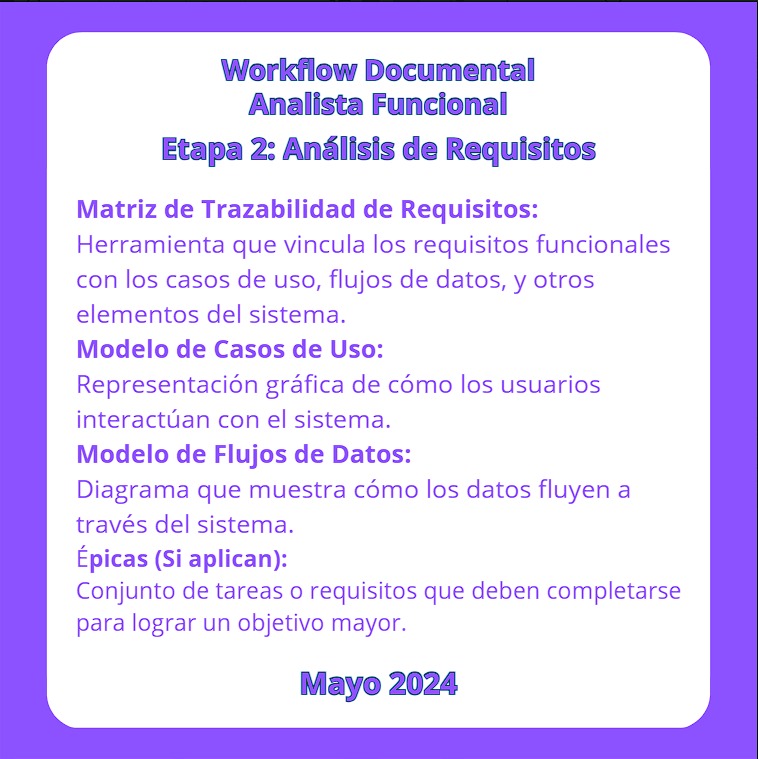 Workflow Documental
Analista Funcional
Etapa 2: Análisis de Requisitos
Matriz de Trazabilidad de Requisitos:
Herramienta que vincula los requisitos funcionales
con los casos de uso, flujos de datos, y otros
elementos del sistema.
Modelo de Casos de Uso:
Representación gráfica de cómo los usuarios
interactúan con el sistema.
Modelo de Flujos de Datos:
Diagrama que muestra cómo los datos fluyen a
través del sistema.
Épicas (Si aplican):
Conjunto de tareas o requisitos que deben completarse
para lograr un objetivo mayor.
Mayo 2024